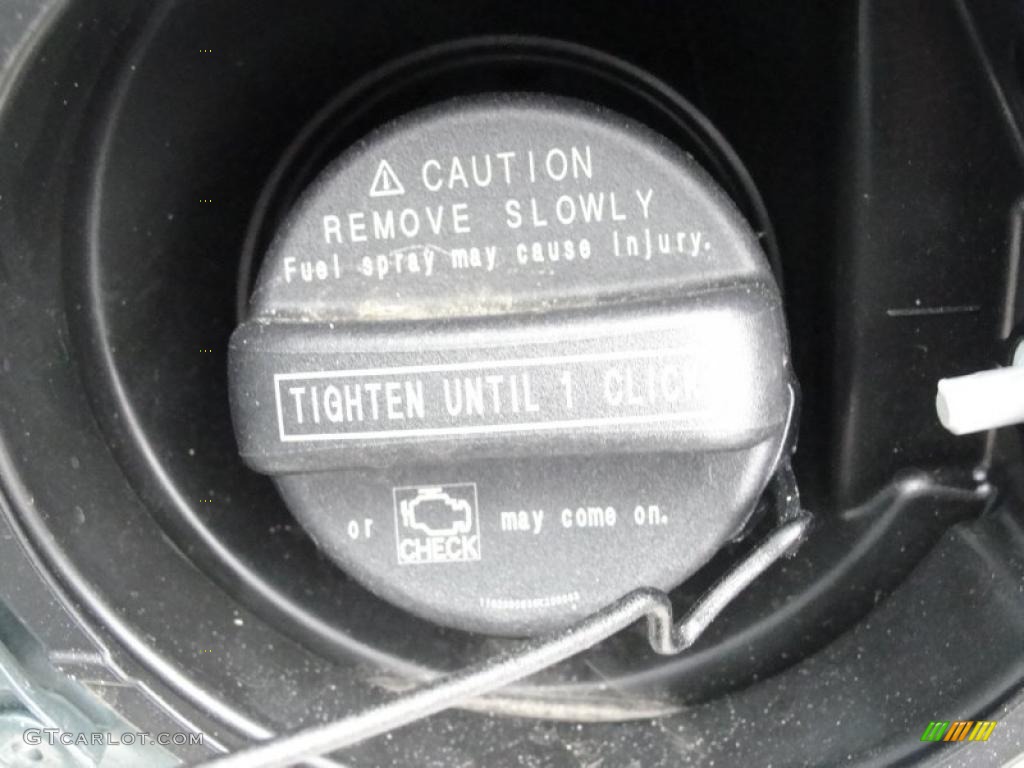 CAUTION
REMOVE SLOWLY
Fuel spray may cause injury.
TIGHTEN UNTIL 1 CLICK
or CHECK may come on.
GTCARLOT.COM